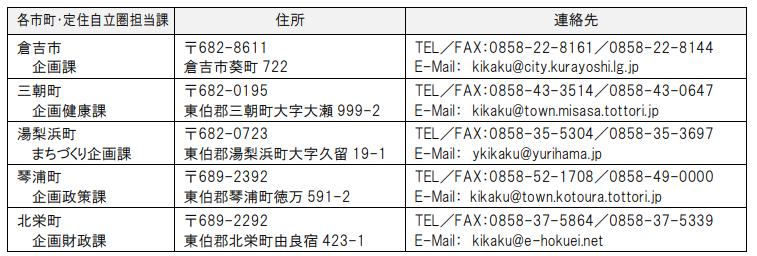 各市町・定住自立圏担当課 住所 連絡先
倉吉市 〒682-8611 TEL／FAX：0858-22-8161／0858-22-8144
企画課 倉吉市葵町 722 E-Mail： kikaku@city.kurayoshi.lg.jp
三朝町 〒682-0195 TEL／FAX：0858-43-3514／0858-43-0647
企画健康課 東伯郡三朝町大字大瀬 999-2 E-Mail： kikaku@town.misasa.tottori.jp
湯梨浜町 〒682-0723 TEL／FAX：0858-35-5304／0858-35-3697
まちづくり企画課 東伯郡湯梨浜町大字久留 19-1 E-Mail： ykikaku@yurihama.jp
琴浦町 〒689-2392 TEL／FAX：0858-52-1708／0858-49-0000
企画政策課 東伯郡琴浦町徳万 591-2 E-Mail： kikaku@town.kotoura.tottori.jp
北栄町 〒689-2292 TEL／FAX：0858-37-5864／0858-37-5339
企画財政課 東伯郡北栄町由良宿 423-1 E-Mail： kikaku@e-hokuei.net